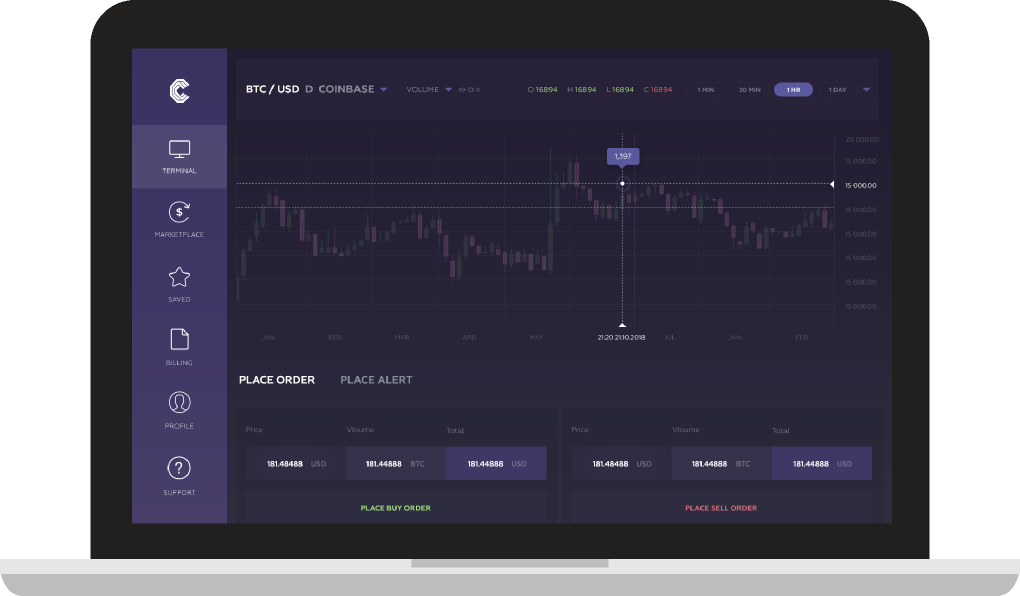 BTC / USD D COINBASE VOLUME O 16894 H 16894 L 16894 C 16894 1 MIN 30 MIN 1 HR 1 DAY
TERMINAL
MARKETPLACE
SAVED
BILLING
PROFILE
SUPPORT
1,397
20 000.00
15 000.00
15 000.00
15 000.00
15 000.00
15 000.00
15 000.00
15 000.00
JAN FEB MAR APR MAY 21:20 21.10.2018 JUL JAN FEB
PLACE ORDER PLACE ALERT
Price Vloume Total Price Vloume Total
181.48488 USD 181.44888 BTC 181.44888 USD 181.48488 USD 181.44888 BTC 181.44888 USD
PLACE BUY ORDER PLACE SELL ORDER